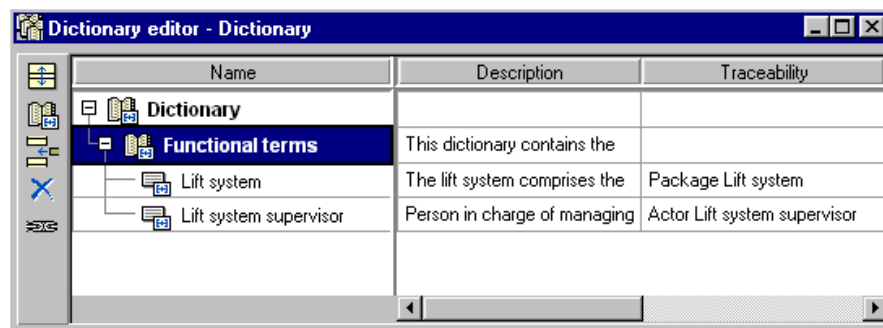 Dictionary editor - Dictionary
Name Description Traceability
Dictionary
Functional terms This dictionary contains the
Lift system The lift system comprises the Package Lift system
Lift system supervisor Person in charge of managing Actor Lift system supervisor